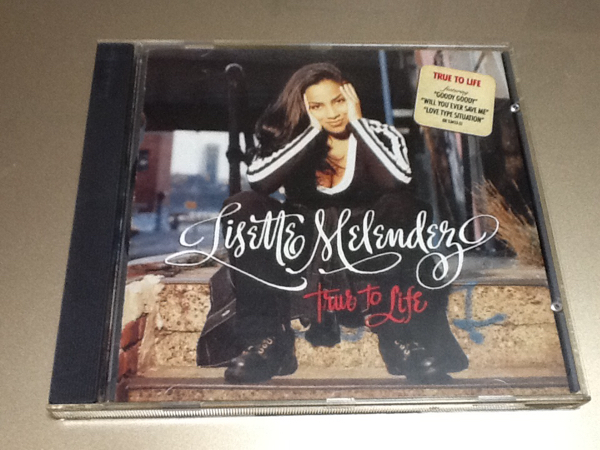 TRUE TO LIFE
featuring
"GOODY GOODY"
"WILL YOU EVER SAVE ME"
"LOVE TYPE SITUATION"
Lisette Melendez
True to Life